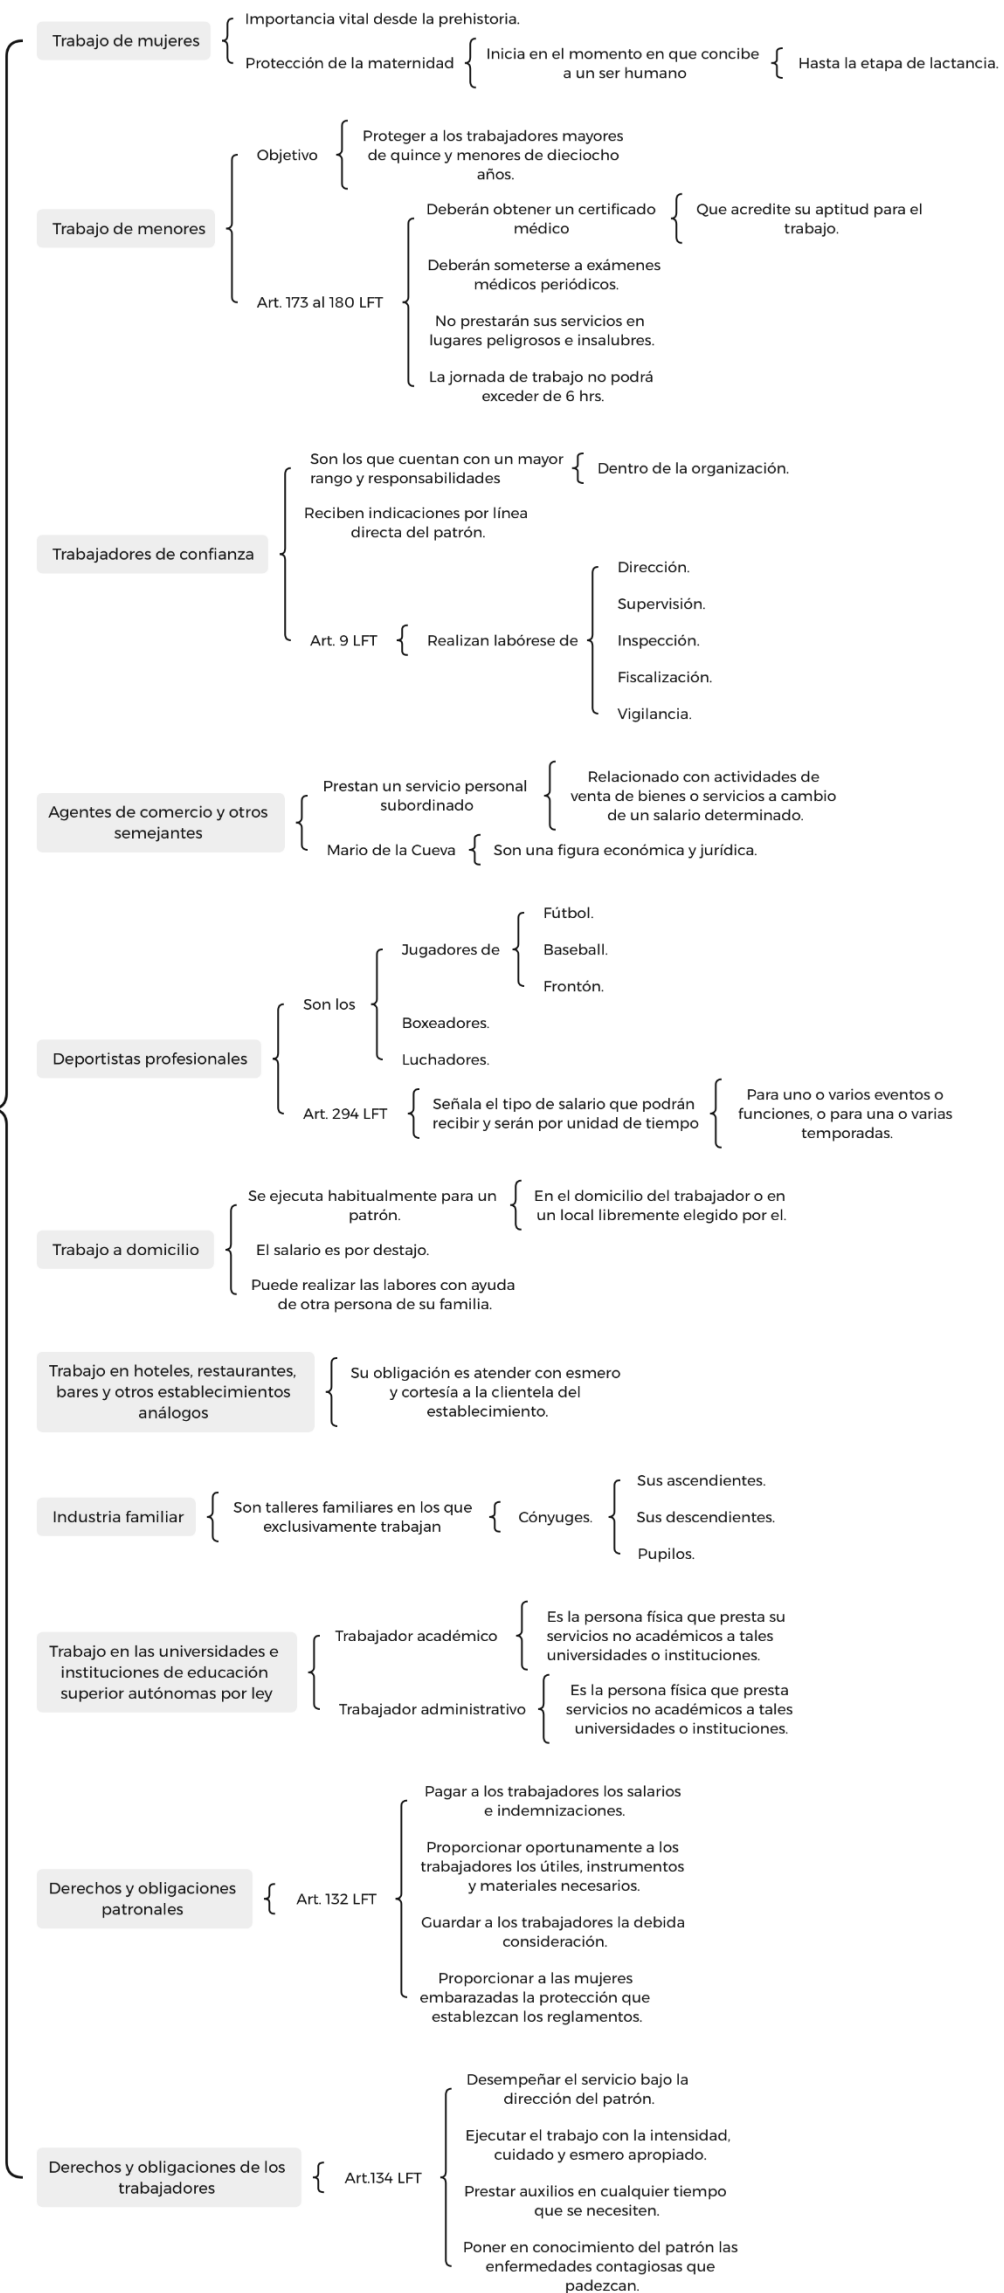 Trabajo de mujeres
Importancia vital desde la prehistoria.
Protección de la maternidad
Inicia en el momento en que concibe
a un ser humano
Hasta la etapa de lactancia.
Trabajo de menores
Objetivo
Proteger a los trabajadores mayores
de quince y menores de dieciocho
años.
Art. 173 al 180 LFT
Deberán obtener un certificado
médico
Que acredite su aptitud para el
trabajo.
Deberán someterse a exámenes
médicos periódicos.
No prestarán sus servicios en
lugares peligrosos e insalubres.
La jornada de trabajo no podrá
exceder de 6 hrs.
Trabajadores de confianza
Son los que cuentan con un mayor
rango y responsabilidades
Dentro de la organización.
Reciben indicaciones por línea
directa del patrón.
Art. 9 LFT
Realizan labórese de
Dirección.
Supervisión.
Inspección.
Fiscalización.
Vigilancia.
Agentes de comercio y otros
semejantes
Prestan un servicio personal
subordinado
Relacionado con actividades de
venta de bienes o servicios a cambio
de un salario determinado.
Mario de la Cueva
Son una figura económica y jurídica.
Deportistas profesionales
Son los
Jugadores de
Fútbol.
Baseball.
Frontón.
Boxeadores.
Luchadores.
Art. 294 LFT
Señala el tipo de salario que podrán
recibir y serán por unidad de tiempo
Para uno o varios eventos o
funciones, o para una o varias
temporadas.
Trabajo a domicilio
Se ejecuta habitualmente para un
patrón.
En el domicilio del trabajador o en
un local libremente elegido por el.
El salario es por destajo.
Puede realizar las labores con ayuda
de otra persona de su familia.
Trabajo en hoteles, restaurantes,
bares y otros establecimientos
análogos
Su obligación es atender con esmero
y cortesía a la clientela del
establecimiento.
Industria familiar
Son talleres familiares en los que
exclusivamente trabajan
Cónyuges.
Sus ascendientes.
Sus descendientes.
Pupilos.
Trabajo en las universidades e
instituciones de educación
superior autónomas por ley
Trabajador académico
Es la persona física que presta su
servicios no académicos a tales
universidades o instituciones.
Trabajador administrativo
Es la persona física que presta
servicios no académicos a tales
universidades o instituciones.
Derechos y obligaciones
patronales
Art. 132 LFT
Pagar a los trabajadores los salarios
e indemnizaciones.
Proporcionar oportunamente a los
trabajadores los útiles, instrumentos
y materiales necesarios.
Guardar a los trabajadores la debida
consideración.
Proporcionar a las mujeres
embarazadas la protección que
establezcan los reglamentos.
Derechos y obligaciones de los
trabajadores
Art.134 LFT
Desempeñar el servicio bajo la
dirección del patrón.
Ejecutar el trabajo con la intensidad,
cuidado y esmero apropiado.
Prestar auxilios en cualquier tiempo
que se necesiten.
Poner en conocimiento del patrón las
enfermedades contagiosas que
padezcan.